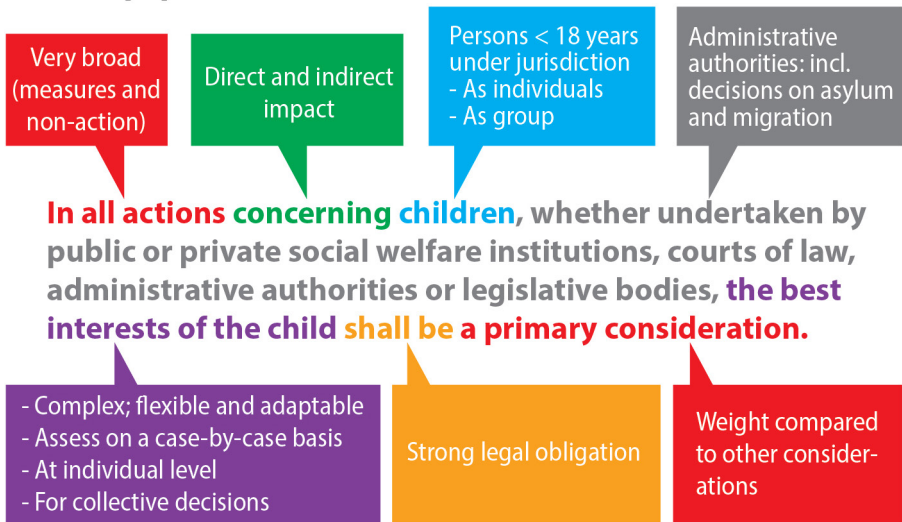 Very broad
(measures and
non-action)
Direct and indirect
impact
Persons < 18 years
under jurisdiction
- As individuals
- As group
Administrative
authorities: incl.
decisions on asylum
and migration
In all actions concerning children, whether undertaken by
public or private social welfare institutions, courts of law,
administrative authorities or legislative bodies, the best
interests of the child shall be a primary consideration.
- Complex; flexible and adaptable
- Assess on a case-by-case basis
- At individual level
- For collective decisions
Strong legal obligation
Weight compared
to other consider-
ations